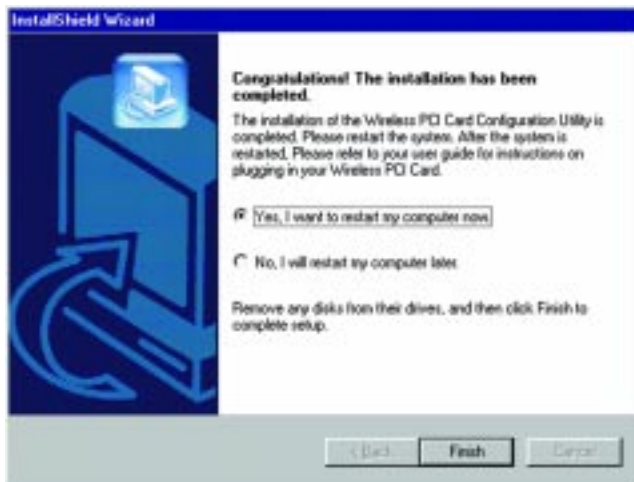 InstallShield Wizard
Congratulations! The installation has been
completed.
The installation of the Wireless PCI Card Configuration Utility is
completed. Please restart the system. After the system is
restarted, Please refer to your user guide for instructions on
plugging in your Wireless PCI Card.
Yes, I want to restart my computer now.
No, I will restart my computer later.
Remove any disks from their drives, and then click Finish to
complete setup.
< Back
Finish
Cancel